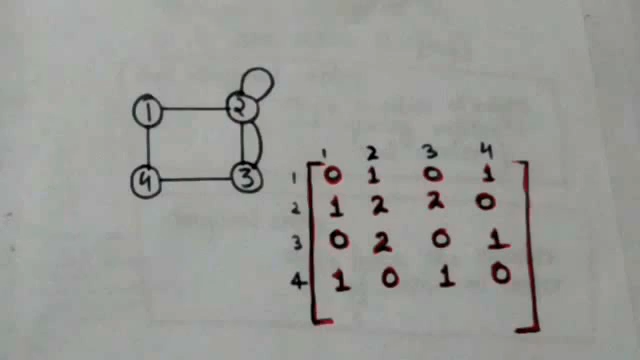 1 2
4 3
1 2 3 4
1 0 1 0 1
2 1 2 2 0
3 0 2 0 1
4 1 0 1 0